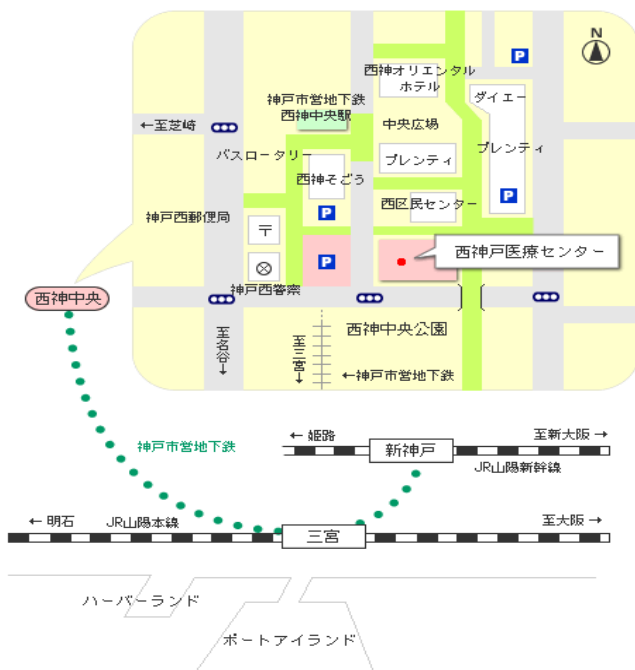 N
P
西神オリエンタル
ホテル
ダイエー
神戸市営地下鉄
西神中央駅
←至芝崎
中央広場
バスロータリー
プレンティ
プレンティ
西神そごう
P
西区民センター
神戸西郵便局
P
〒
西神戸医療センター
P
神戸西警察
西神中央
至名谷→
至三宮→
西神中央公園
←神戸市営地下鉄
神戸市営地下鉄
← 姫路
新神戸
至新大阪 →
JR山陽新幹線
← 明石
JR山陽本線
三宮
至大阪 →
ハーバーランド
ポートアイランド